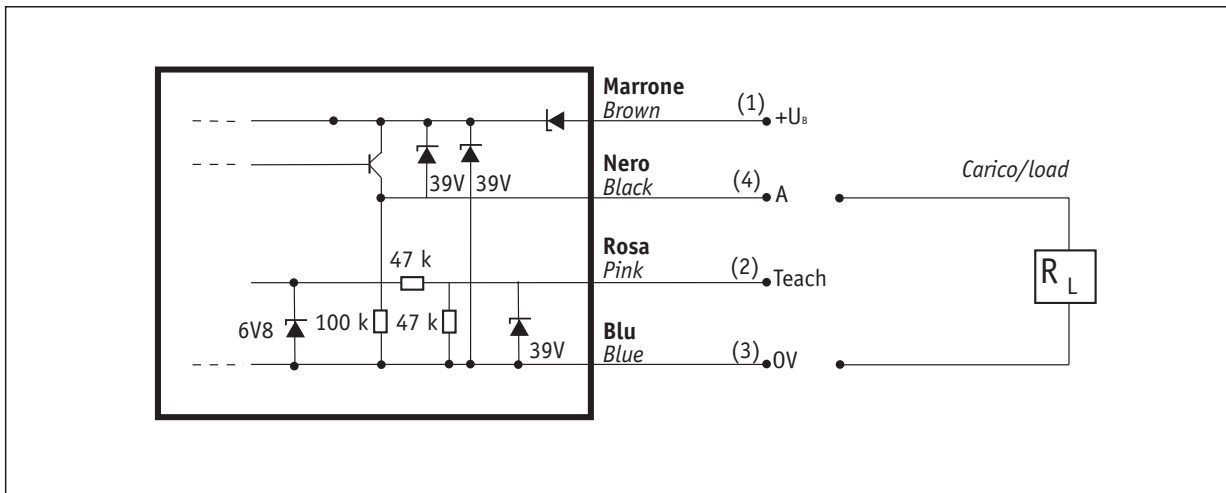 Marrone
Brown
(1)
+UB
Nero
Black
(4)
A
Carico/load
39V
39V
Rosa
Pink
(2)
Teach
47 k
RL
6V8
100 k
47 k
39V
Blu
Blue
(3)
0V